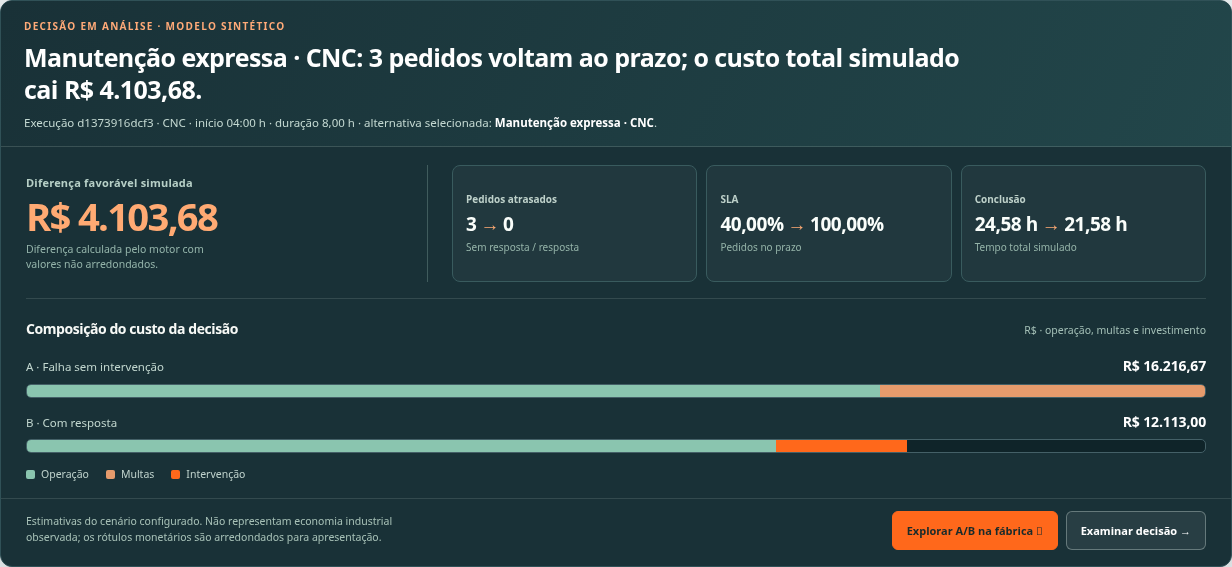 DECISÃO EM ANÁLISE · MODELO SINTÉTICO
Manutenção expressa · CNC: 3 pedidos voltam ao prazo; o custo total simulado
cai R$ 4.103,68.
Execução d1373916dcf3 · CNC · início 04:00 h · duração 8,00 h · alternativa selecionada: Manutenção expressa · CNC.
Diferença favorável simulada
R$ 4.103,68
Diferença calculada pelo motor com
valores não arredondados.
Pedidos atrasados
3 → 0
Sem resposta / resposta
SLA
40,00% → 100,00%
Pedidos no prazo
Conclusão
24,58 h → 21,58 h
Tempo total simulado
Composição do custo da decisão
R$ · operação, multas e investimento
A · Falha sem intervenção
R$ 16.216,67
B · Com resposta
R$ 12.113,00
Operação
Multas
Intervenção
Estimativas do cenário configurado. Não representam economia industrial
observada; os rótulos monetários são arredondados para apresentação.
Explorar A/B na fábrica
Examinar decisão →